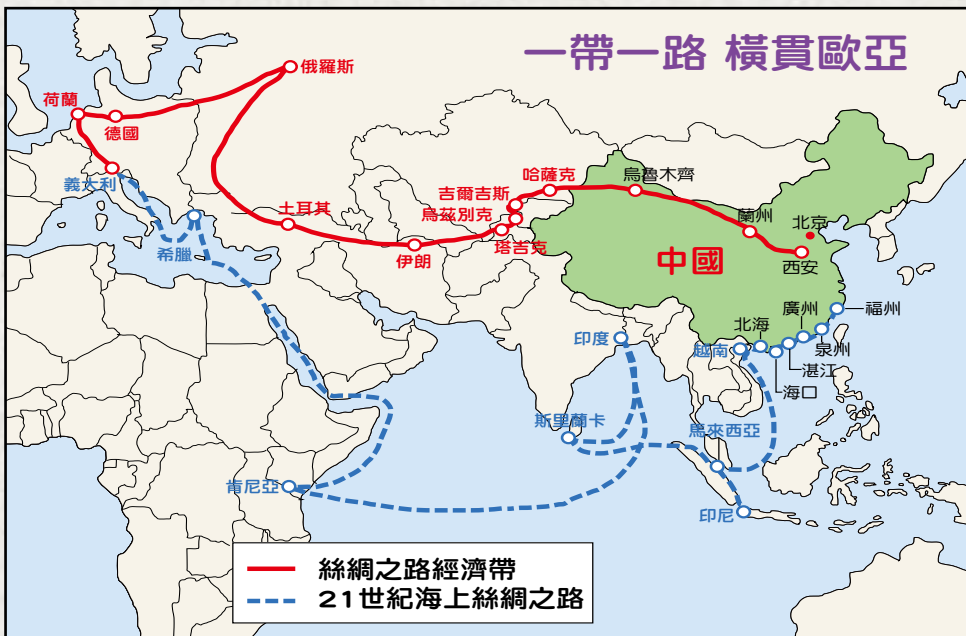 一帶一路 橫貫歐亞
俄羅斯
荷蘭
德國
義大利
希臘
土耳其
伊朗
吉爾吉斯
烏茲別克
塔吉克
哈薩克
烏魯木齊
蘭州
北京
西安
中國
福州
廣州
泉州
北海
湛江
海口
越南
印度
斯里蘭卡
馬來西亞
印尼
肯尼亞
絲綢之路經濟帶
21世紀海上絲綢之路